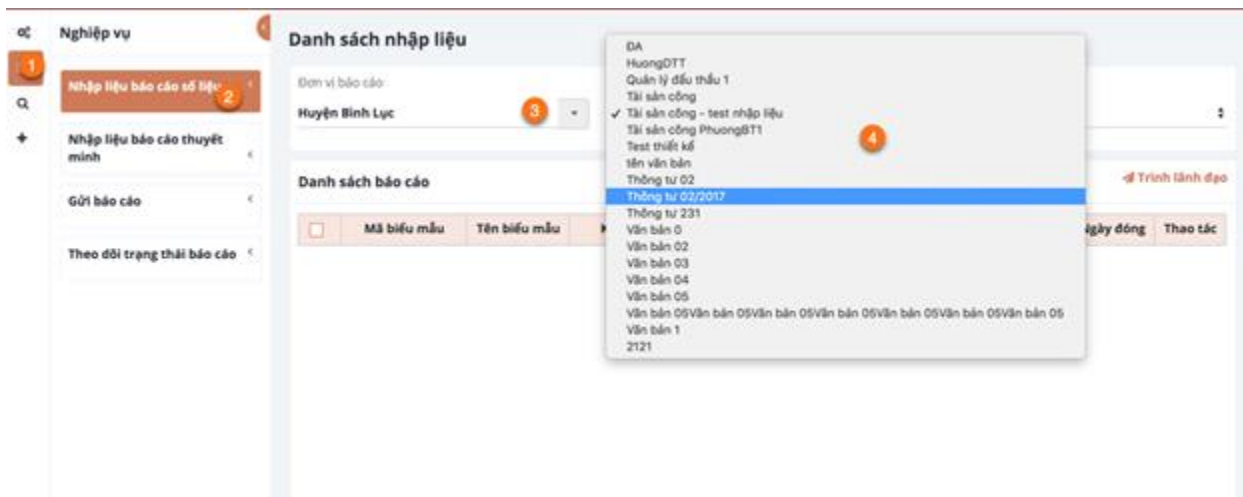 Nghiệp vụ
1
Nhập liệu báo cáo số liệu
2
Nhập liệu báo cáo thuyết
minh
Gửi báo cáo
Theo dõi trạng thái báo cáo
Danh sách nhập liệu
Đơn vị báo cáo:
Huyện Bình Lục
3
ĐA
HuongDTT
Quản lý đấu thầu 1
Tài sản công
✓ Tài sản công - test nhập liệu
Tài sản công PhuongBT1
Test thiết kế
tên văn bản
Thông tư 02
Thông tư 02/2017
Thông tư 231
Văn bản 0
Văn bản 02
Văn bản 03
Văn bản 04
Văn bản 05
Văn bản 05Văn bản 05Văn bản 05Văn bản 05Văn bản 05Văn bản 05Văn bản 05
Văn bản 1
2121
4
Danh sách báo cáo
Trình lãnh đạo
Mã biểu mẫu Tên biểu mẫu Ngày đóng Thao tác